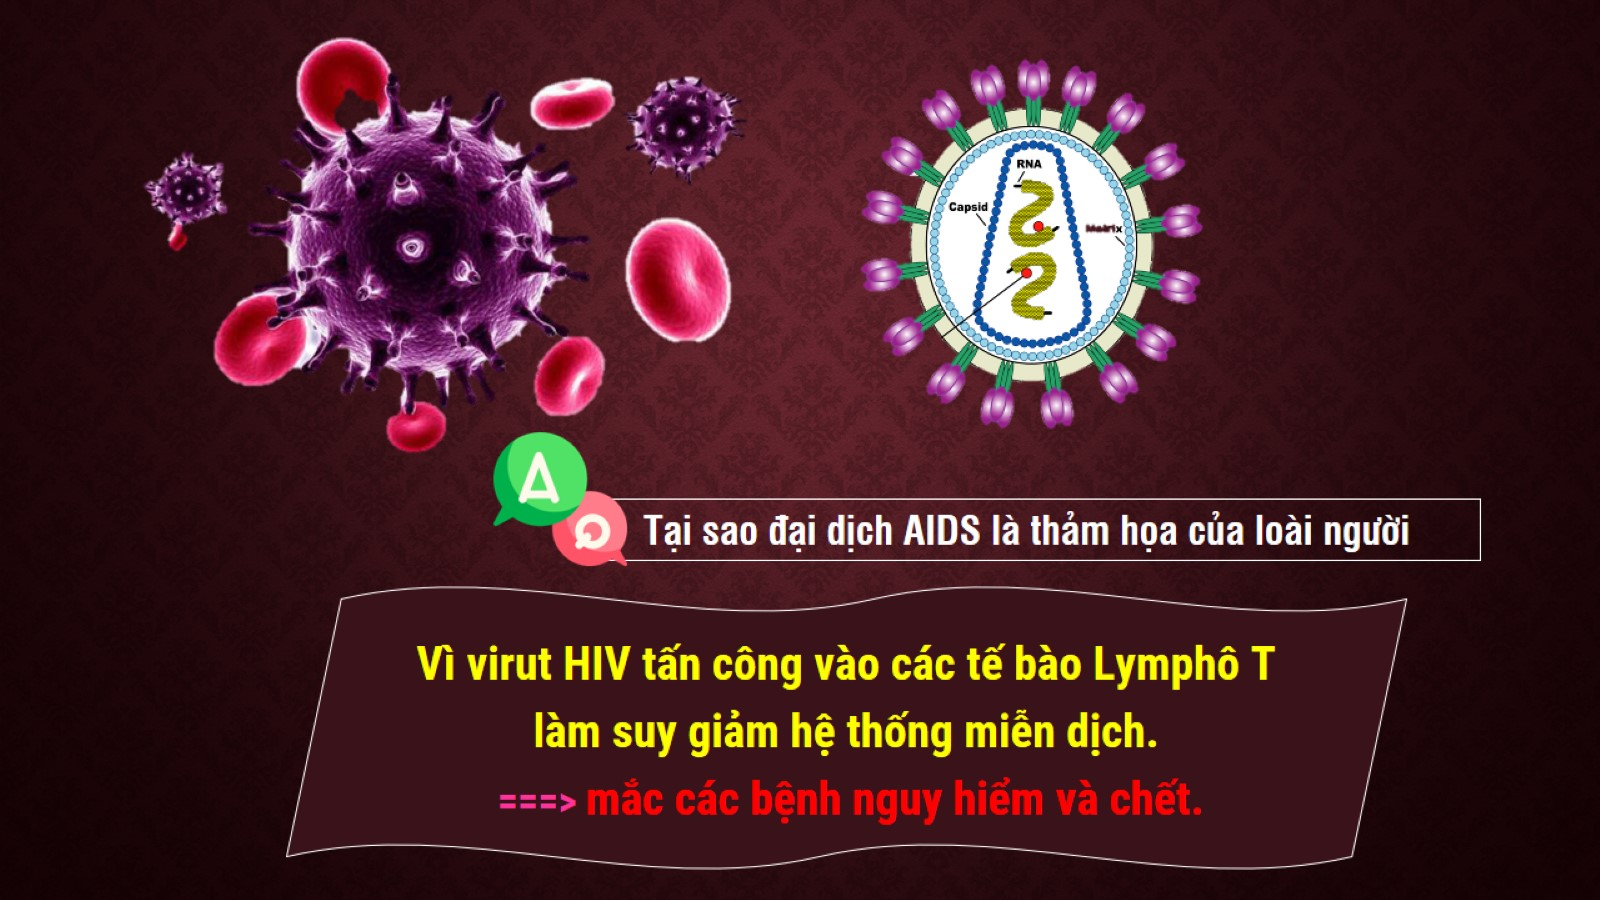 RNA
Capsid
Matrix
A
Q
Tại sao đại dịch AIDS là thảm họa của loài người
Vì virut HIV tấn công vào các tế bào Lymphô T
làm suy giảm hệ thống miễn dịch.
===> mắc các bệnh nguy hiểm và chết.